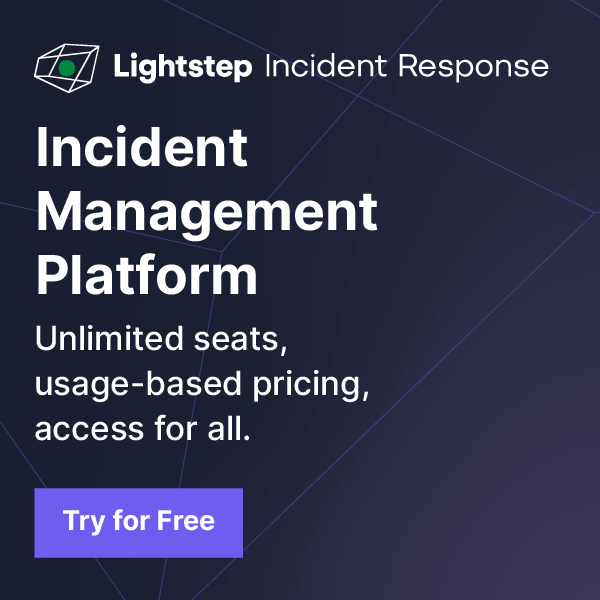 Lightstep Incident Response
Incident
Management
Platform
Unlimited seats,
usage-based pricing,
access for all.
Try for Free